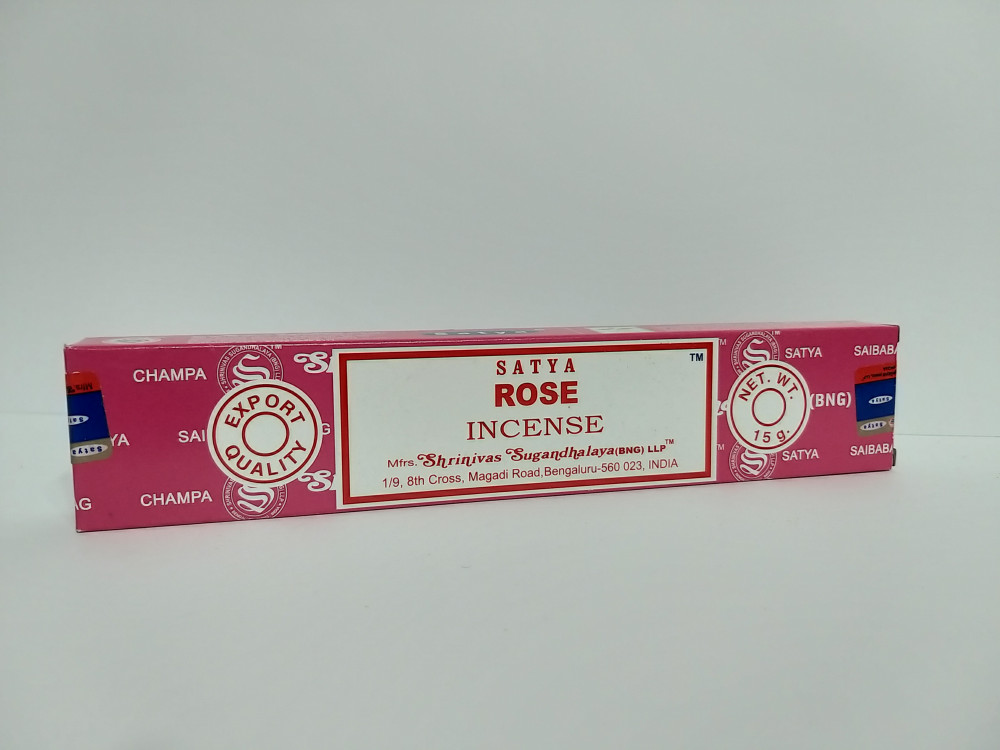 CHAMPA
EXPORT
QUALITY
CHAMPA
SATYA
ROSE
INCENSE
Mfrs. Shrinivas Sugandhalaya (BNG) LLP™
1/9, 8th Cross, Magadi Road, Bengaluru-560 023, INDIA
TM
SATYA
NET. WT.
15 g.
(BNG)
SATYA
Satya